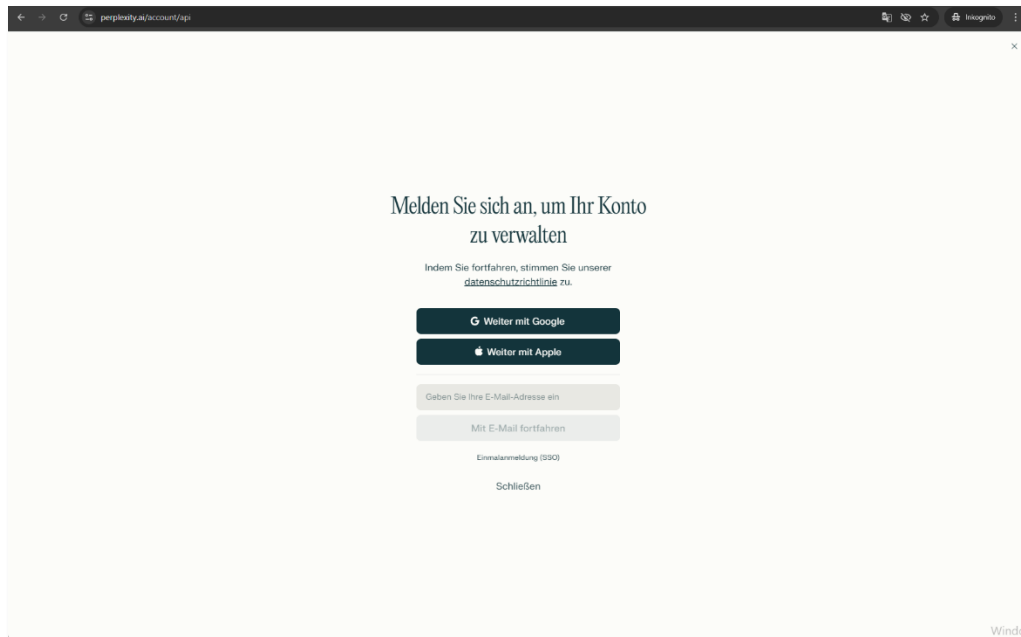 perplexity.ai/account/api
Inkognito
Melden Sie sich an, um Ihr Konto
zu verwalten
Indem Sie fortfahren, stimmen Sie unserer
datenschutzrichtlinie zu.
Weiter mit Google
Weiter mit Apple
Geben Sie Ihre E-Mail-Adresse ein
Mit E-Mail fortfahren
Einmalanmeldung (SSO)
Schließen